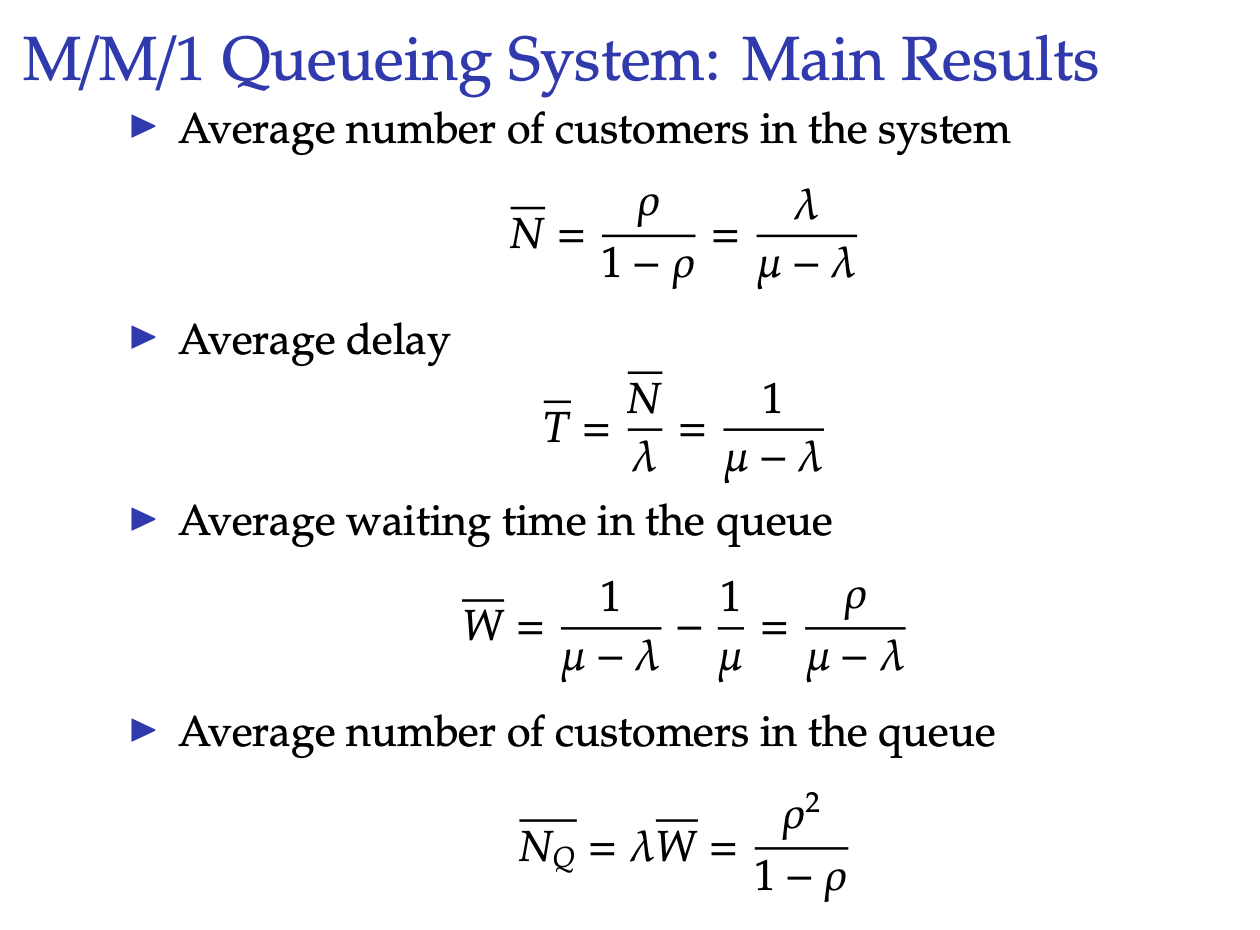 M/M/1 Queueing System: Main Results
▶ Average number of customers in the system
$\overline{N} = \frac{\rho}{1 - \rho} = \frac{\lambda}{\mu - \lambda}$
▶ Average delay
$\overline{T} = \frac{\overline{N}}{\lambda} = \frac{1}{\mu - \lambda}$
▶ Average waiting time in the queue
$\overline{W} = \frac{1}{\mu - \lambda} - \frac{1}{\mu} = \frac{\rho}{\mu - \lambda}$
▶ Average number of customers in the queue
$\overline{N_Q} = \lambda \overline{W} = \frac{\rho^2}{1 - \rho}$